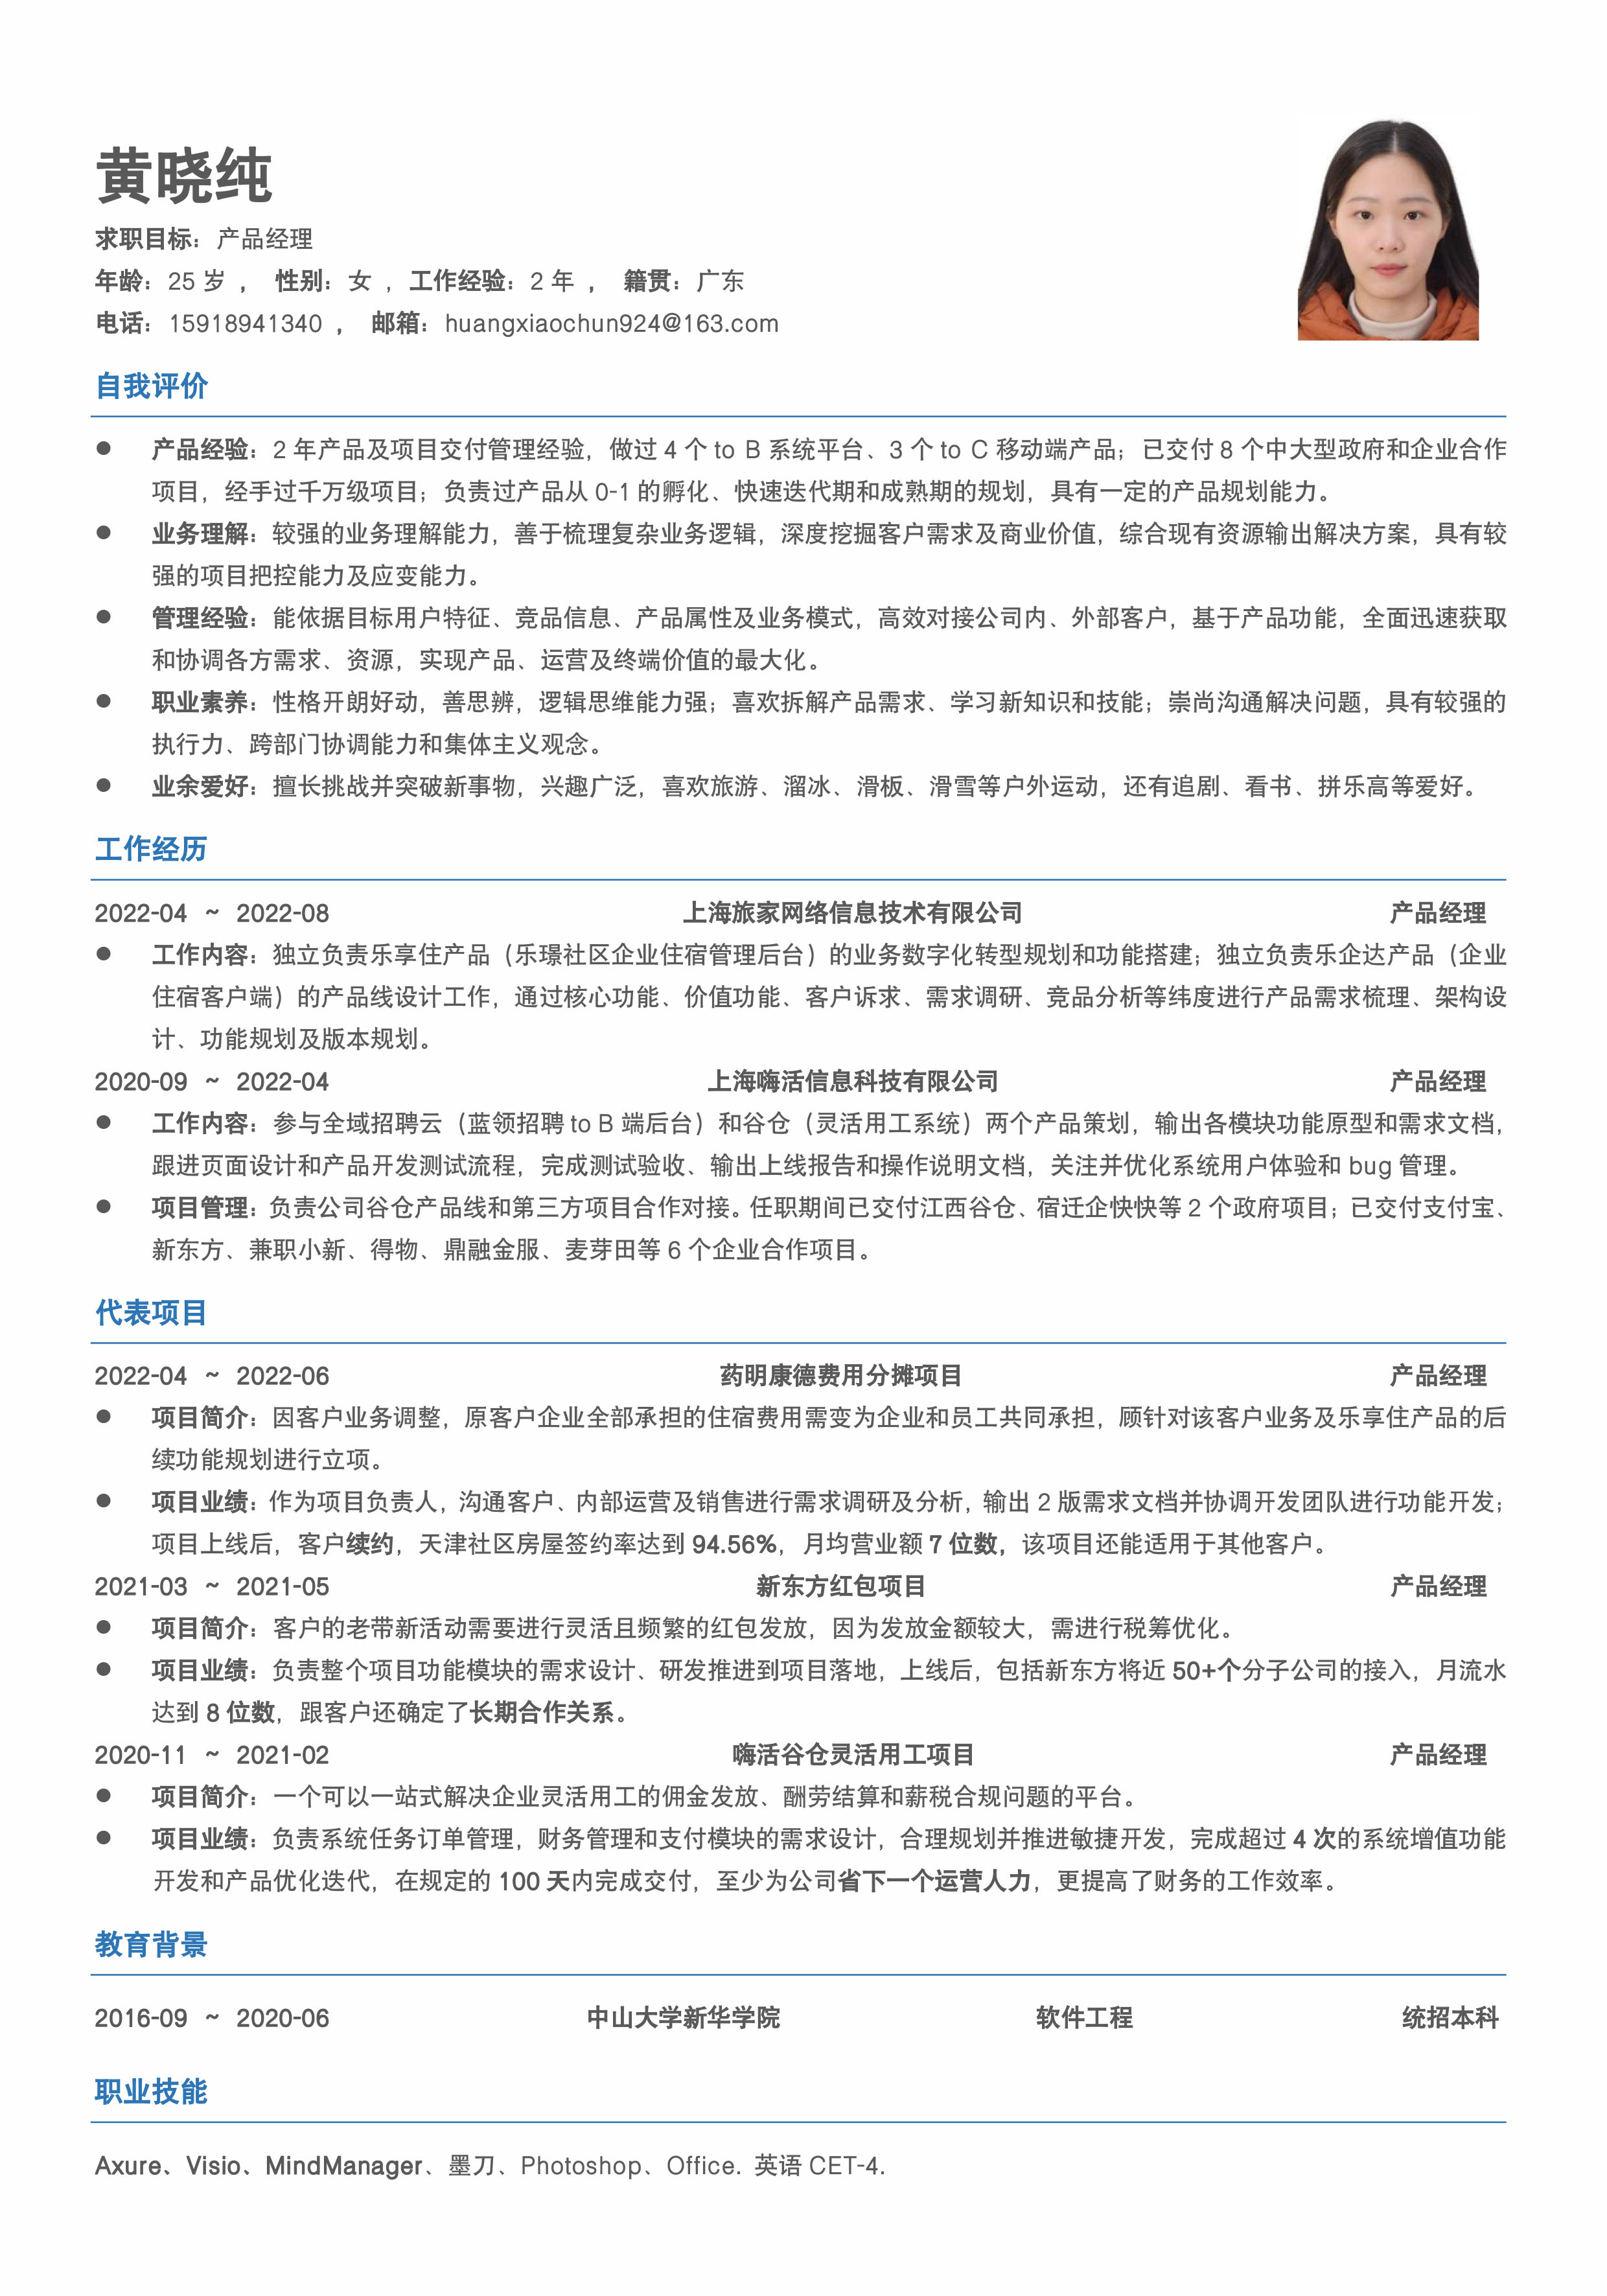 黄晓纯
求职目标：产品经理
年龄：25 岁 ， 性别：女 ，工作经验：2 年 ， 籍贯：广东
电话：15918941340 ， 邮箱：huangxiaochun924@163.com
自我评价
● 产品经验：2 年产品及项目交付管理经验，做过 4 个 to B 系统平台、3 个 to C 移动端产品；已交付 8 个中大型政府和企业合作
项目，经手过千万级项目；负责过产品从 0-1 的孵化、快速迭代期和成熟期的规划，具有一定的产品规划能力。
● 业务理解：较强的业务理解能力，善于梳理复杂业务逻辑，深度挖掘客户需求及商业价值，综合现有资源输出解决方案，具有较
强的项目把控能力及应变能力。
● 管理经验：能依据目标用户特征、竞品信息、产品属性及业务模式，高效对接公司内、外部客户，基于产品功能，全面迅速获取
和协调各方需求、资源，实现产品、运营及终端价值的最大化。
● 职业素养：性格开朗好动，善思辨，逻辑思维能力强；喜欢拆解产品需求、学习新知识和技能；崇尚沟通解决问题，具有较强的
执行力、跨部门协调能力和集体主义观念。
● 业余爱好：擅长挑战并突破新事物，兴趣广泛，喜欢旅游、溜冰、滑板、滑雪等户外运动，还有追剧、看书、拼乐高等爱好。
工作经历
2022-04 ~ 2022-08 上海旅家网络信息技术有限公司 产品经理
● 工作内容：独立负责乐享住产品（乐璟社区企业住宿管理后台）的业务数字化转型规划和功能搭建；独立负责乐企达产品（企业
住宿客户端）的产品线设计工作，通过核心功能、价值功能、客户诉求、需求调研、竞品分析等纬度进行产品需求梳理、架构设
计、功能规划及版本规划。
2020-09 ~ 2022-04 上海嗨活信息科技有限公司 产品经理
● 工作内容：参与全域招聘云（蓝领招聘 to B 端后台）和谷仓（灵活用工系统）两个产品策划，输出各模块功能原型和需求文档，
跟进页面设计和产品开发测试流程，完成测试验收、输出上线报告和操作说明文档，关注并优化系统用户体验和 bug 管理。
● 项目管理：负责公司谷仓产品线和第三方项目合作对接。任职期间已交付江西谷仓、宿迁企快快等 2 个政府项目；已交付支付宝、
新东方、兼职小新、得物、鼎融金服、麦芽田等 6 个企业合作项目。
代表项目
2022-04 ~ 2022-06 药明康德费用分摊项目 产品经理
● 项目简介：因客户业务调整，原客户企业全部承担的住宿费用需变为企业和员工共同承担，顾针对该客户业务及乐享住产品的后
续功能规划进行立项。
● 项目业绩：作为项目负责人，沟通客户、内部运营及销售进行需求调研及分析，输出 2 版需求文档并协调开发团队进行功能开发；
项目上线后，客户续约，天津社区房屋签约率达到 94.56%，月均营业额 7 位数，该项目还能适用于其他客户。
2021-03 ~ 2021-05 新东方红包项目 产品经理
● 项目简介：客户的老带新活动需要进行灵活且频繁的红包发放，因为发放金额较大，需进行税筹优化。
● 项目业绩：负责整个项目功能模块的需求设计、研发推进到项目落地，上线后，包括新东方将近 50+个分子公司的接入，月流水
达到 8 位数，跟客户还确定了长期合作关系。
2020-11 ~ 2021-02 嗨活谷仓灵活用工项目 产品经理
● 项目简介：一个可以一站式解决企业灵活用工的佣金发放、酬劳结算和薪税合规问题的平台。
● 项目业绩：负责系统任务订单管理，财务管理和支付模块的需求设计，合理规划并推进敏捷开发，完成超过 4 次的系统增值功能
开发和产品优化迭代，在规定的 100 天内完成交付，至少为公司省下一个运营人力，更提高了财务的工作效率。
教育背景
2016-09 ~ 2020-06 中山大学新华学院 软件工程 统招本科
职业技能
Axure、Visio、MindManager、墨刀、Photoshop、Office. 英语 CET-4.